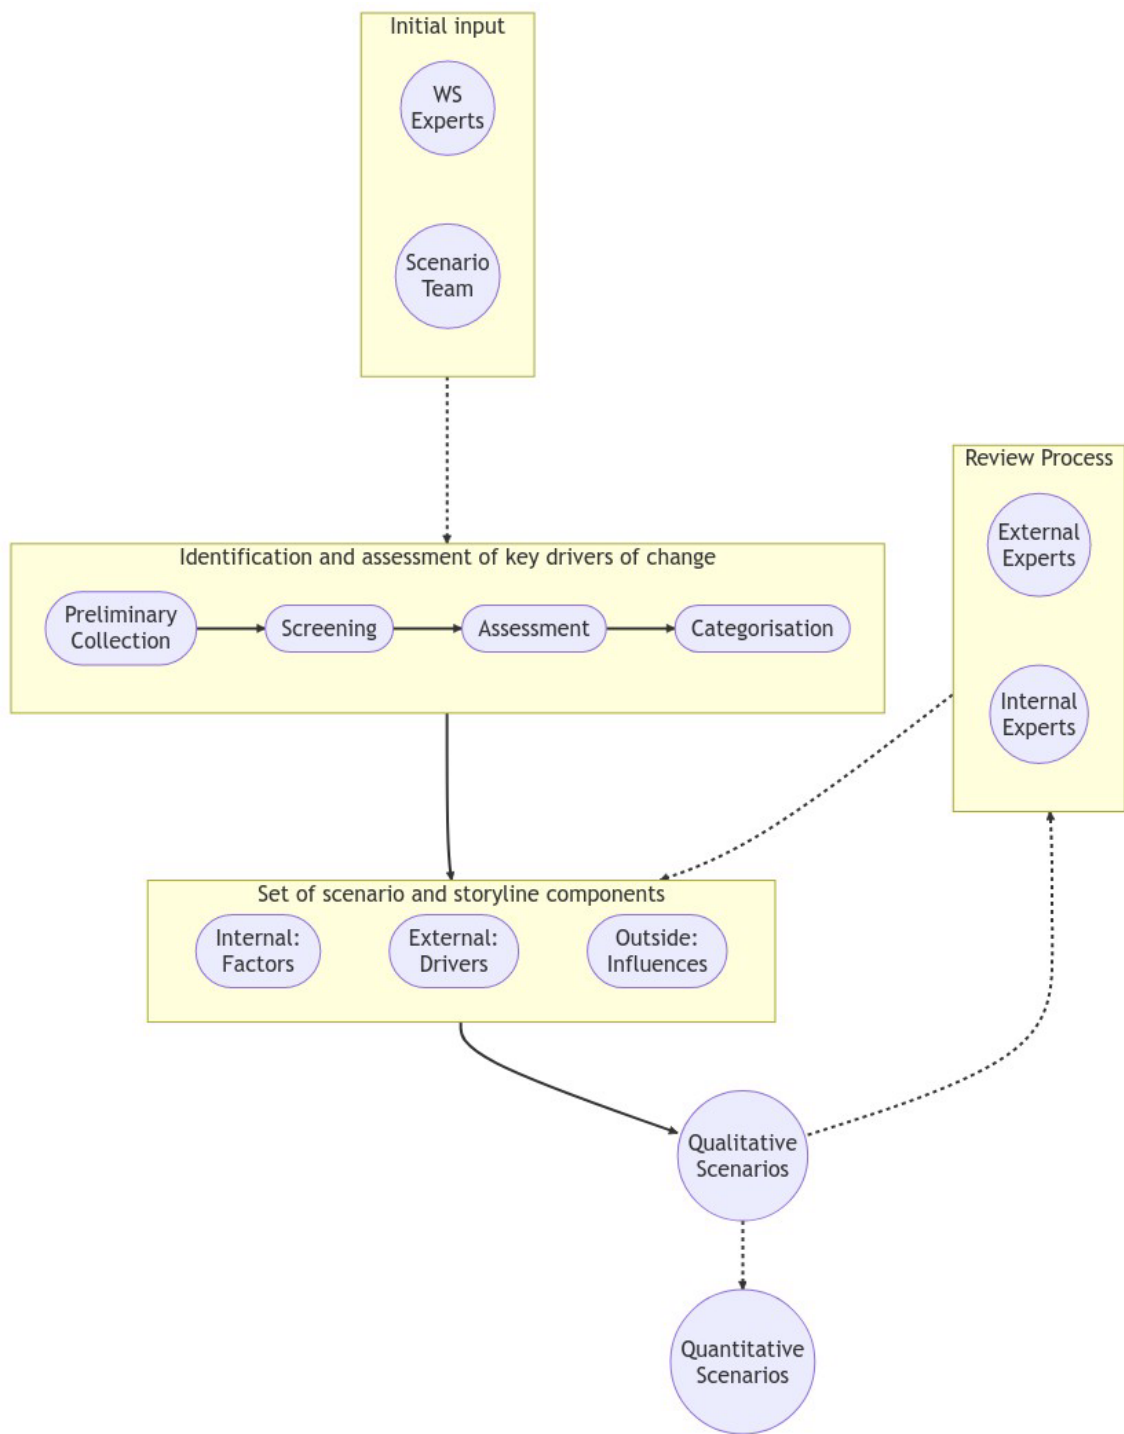 Initial input
WS
Experts
Scenario
Team
Review Process
External
Experts
Internal
Experts
Identification and assessment of key drivers of change
Preliminary
Collection
Screening
Assessment
Categorisation
Set of scenario and storyline components
Internal:
Factors
External:
Drivers
Outside:
Influences
Qualitative
Scenarios
Quantitative
Scenarios